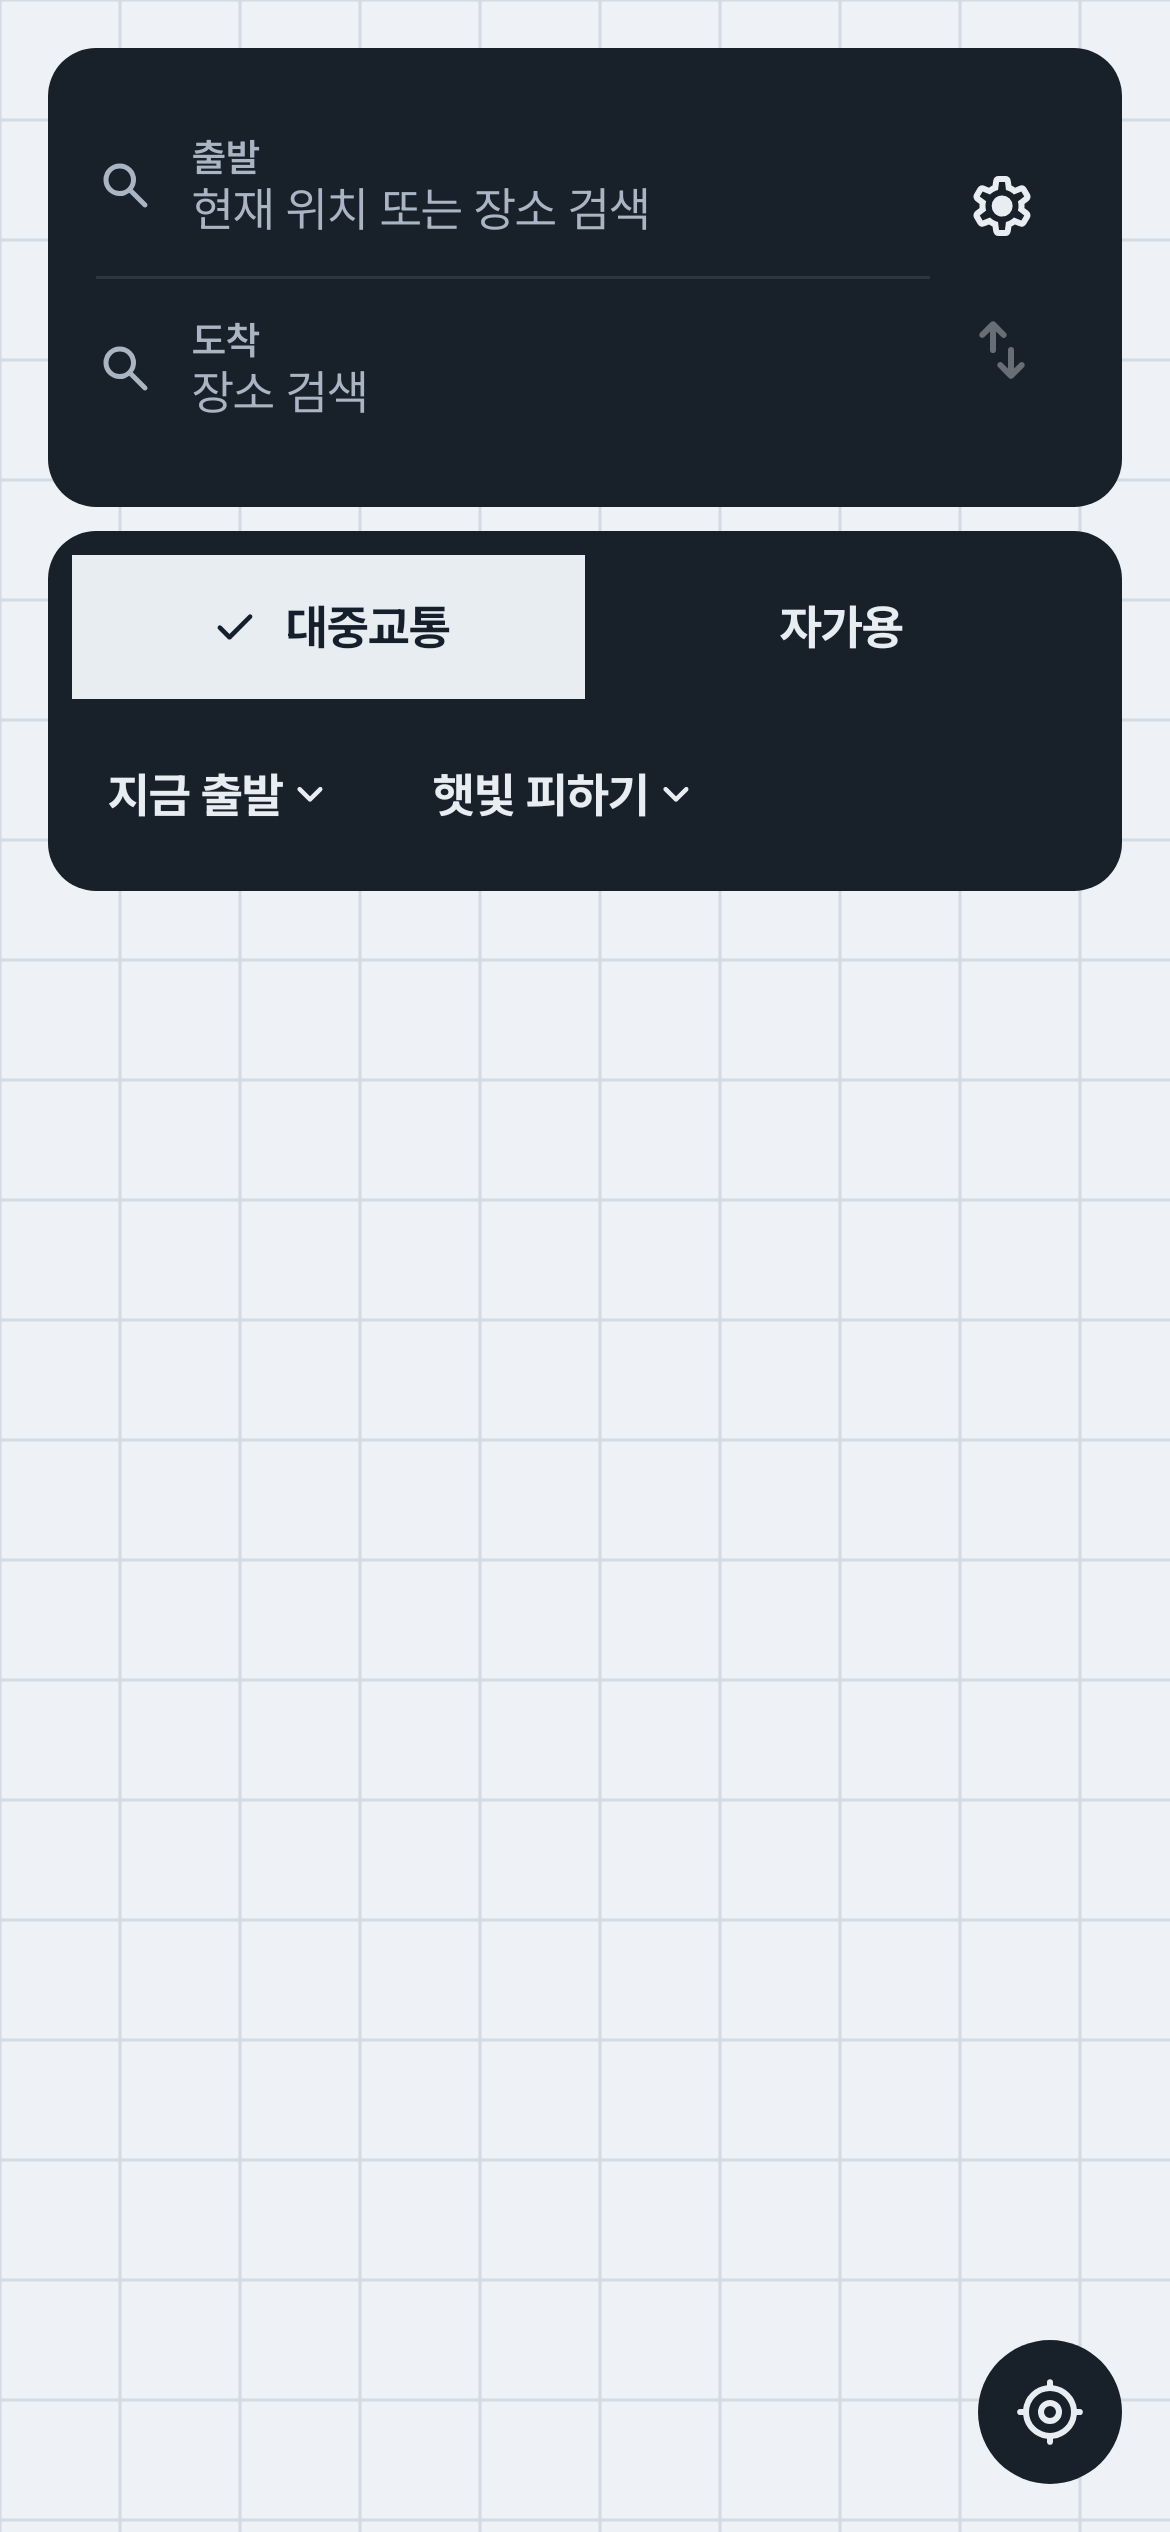 출발
현재 위치 또는 장소 검색
도착
장소 검색
대중교통 자가용
지금 출발 햇빛 피하기